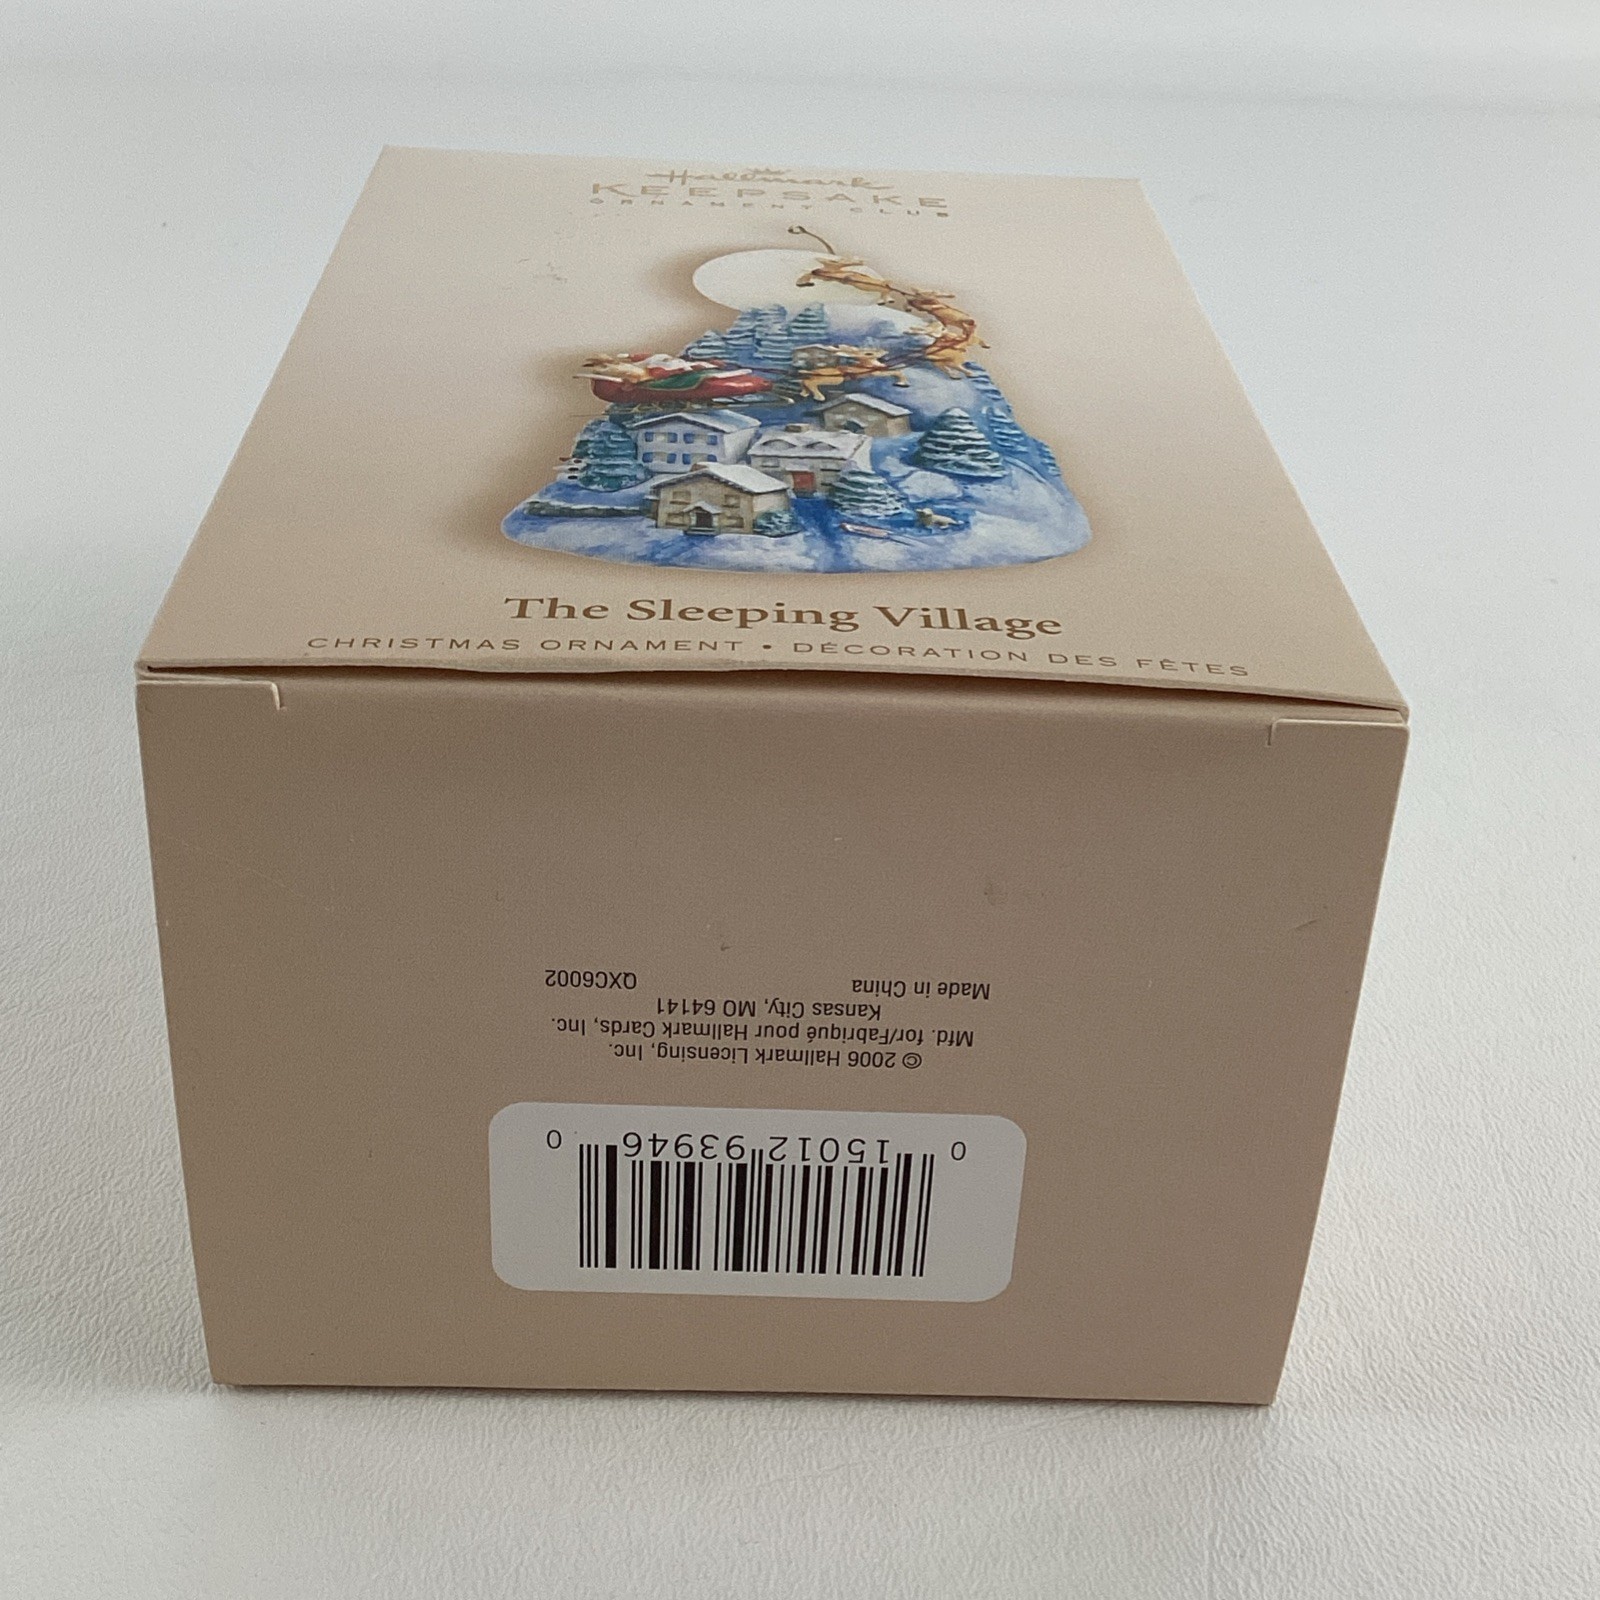 Hallmark
KEEPSAKE
ORNAMENT CLUB
The Sleeping Village
CHRISTMAS ORNAMENT • DÉCORATION DES FÊTES
0 15012 93946 0
© 2006 Hallmark Licensing, Inc.
Mfd. for/Fabriqué pour Hallmark Cards, Inc.
Kansas City, MO 64141
Made in China QXC6002